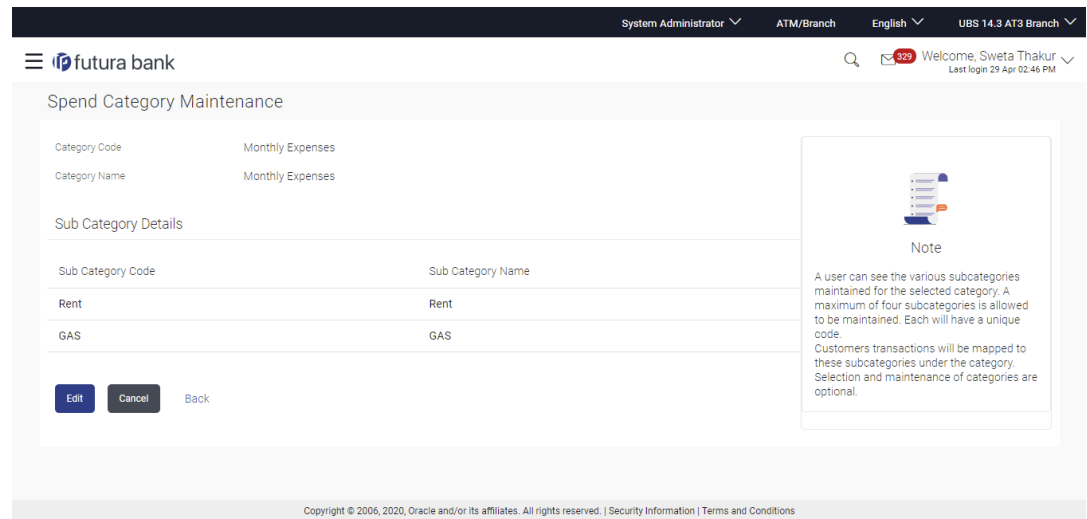 System Administrator ATM/Branch English UBS 14.3 AT3 Branch
futura bank 329 Welcome, Sweta Thakur
Last login 29 Apr 02:46 PM
Spend Category Maintenance
Category Code Monthly Expenses
Category Name Monthly Expenses
Sub Category Details
Sub Category Code Sub Category Name
Rent Rent
GAS GAS
Edit Cancel Back
Note
A user can see the various subcategories
maintained for the selected category. A
maximum of four subcategories is allowed
to be maintained. Each will have a unique
code.
Customers transactions will be mapped to
these subcategories under the category.
Selection and maintenance of categories are
optional.
Copyright © 2006, 2020, Oracle and/or its affiliates. All rights reserved. | Security Information | Terms and Conditions